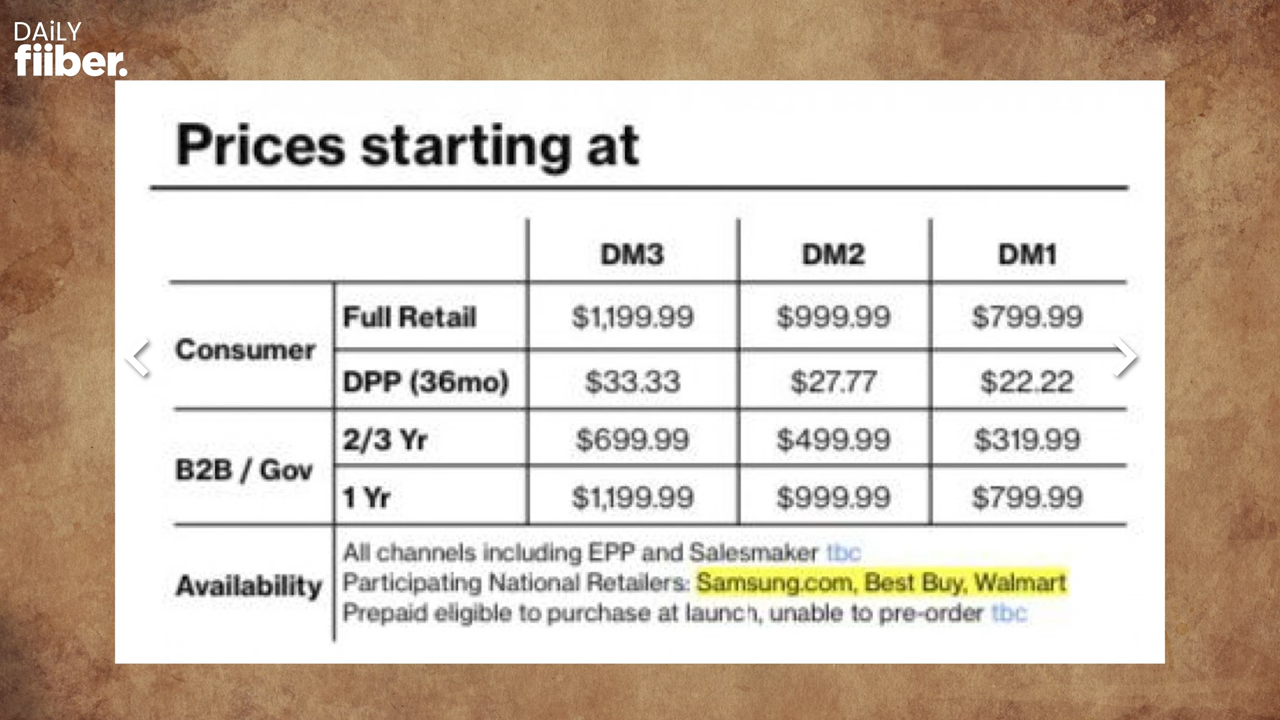 DAiLY
fiiber.
Prices starting at
DM3 DM2 DM1
Consumer
Full Retail $1,199.99 $999.99 $799.99
DPP (36mo) $33.33 $27.77 $22.22
B2B / Gov
2/3 Yr $699.99 $499.99 $319.99
1 Yr $1,199.99 $999.99 $799.99
Availability
All channels including EPP and Salesmaker tbc
Participating National Retailers: Samsung.com, Best Buy, Walmart
Prepaid eligible to purchase at launch, unable to pre-order tbc